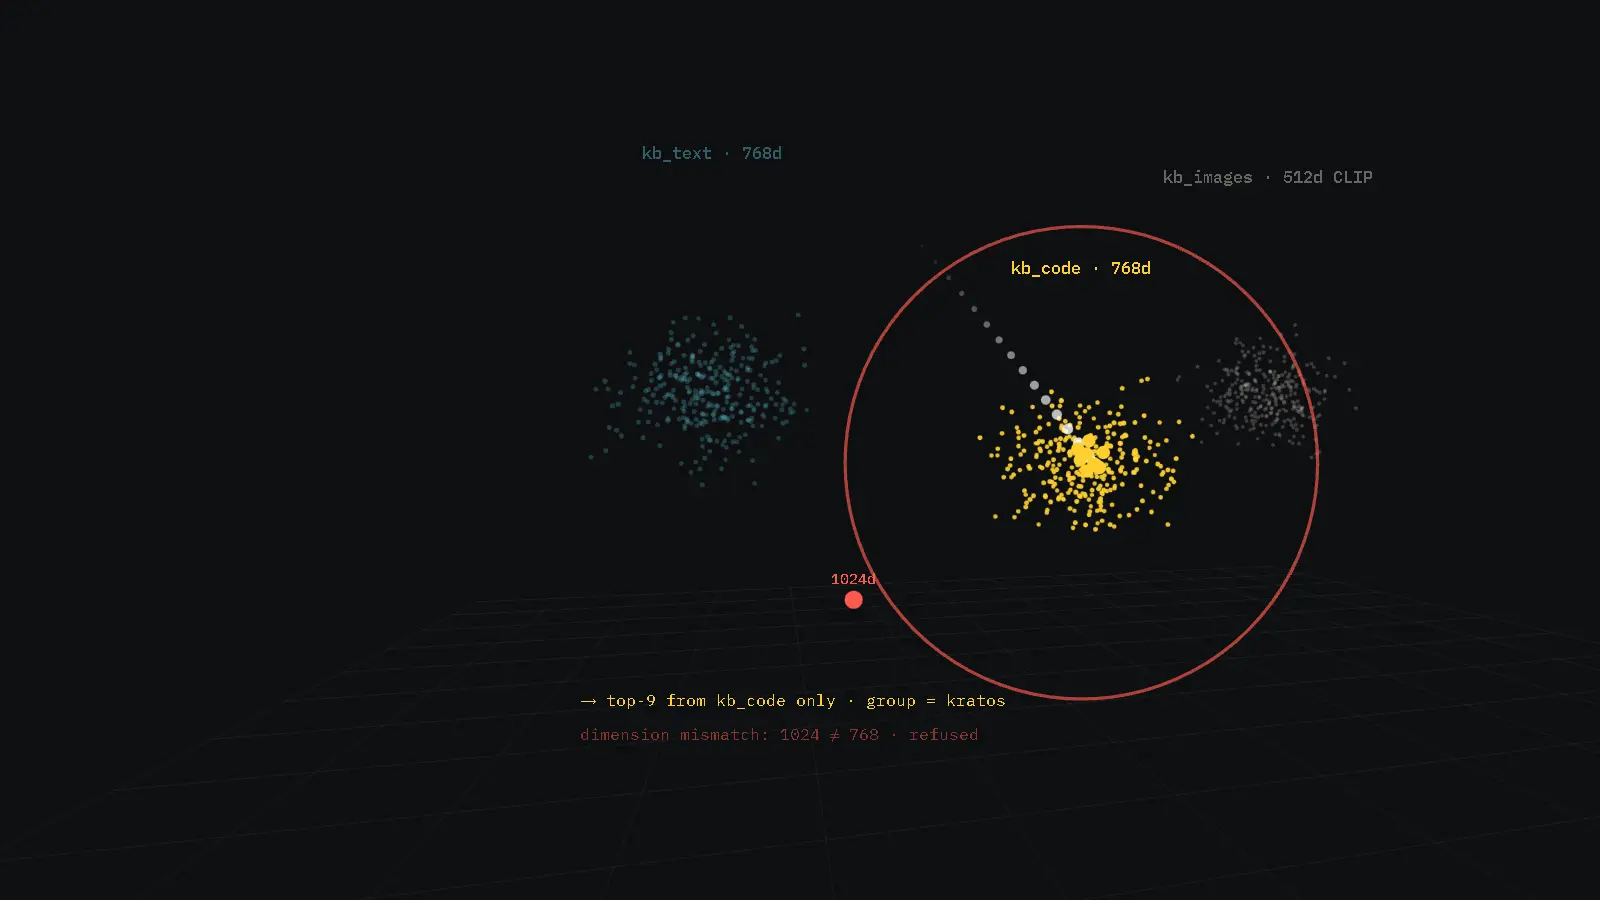 kb_text · 768d
kb_images · 512d CLIP
kb_code · 768d
1024d
→ top-9 from kb_code only · group = kratos
dimension mismatch: 1024 ≠ 768 · refused